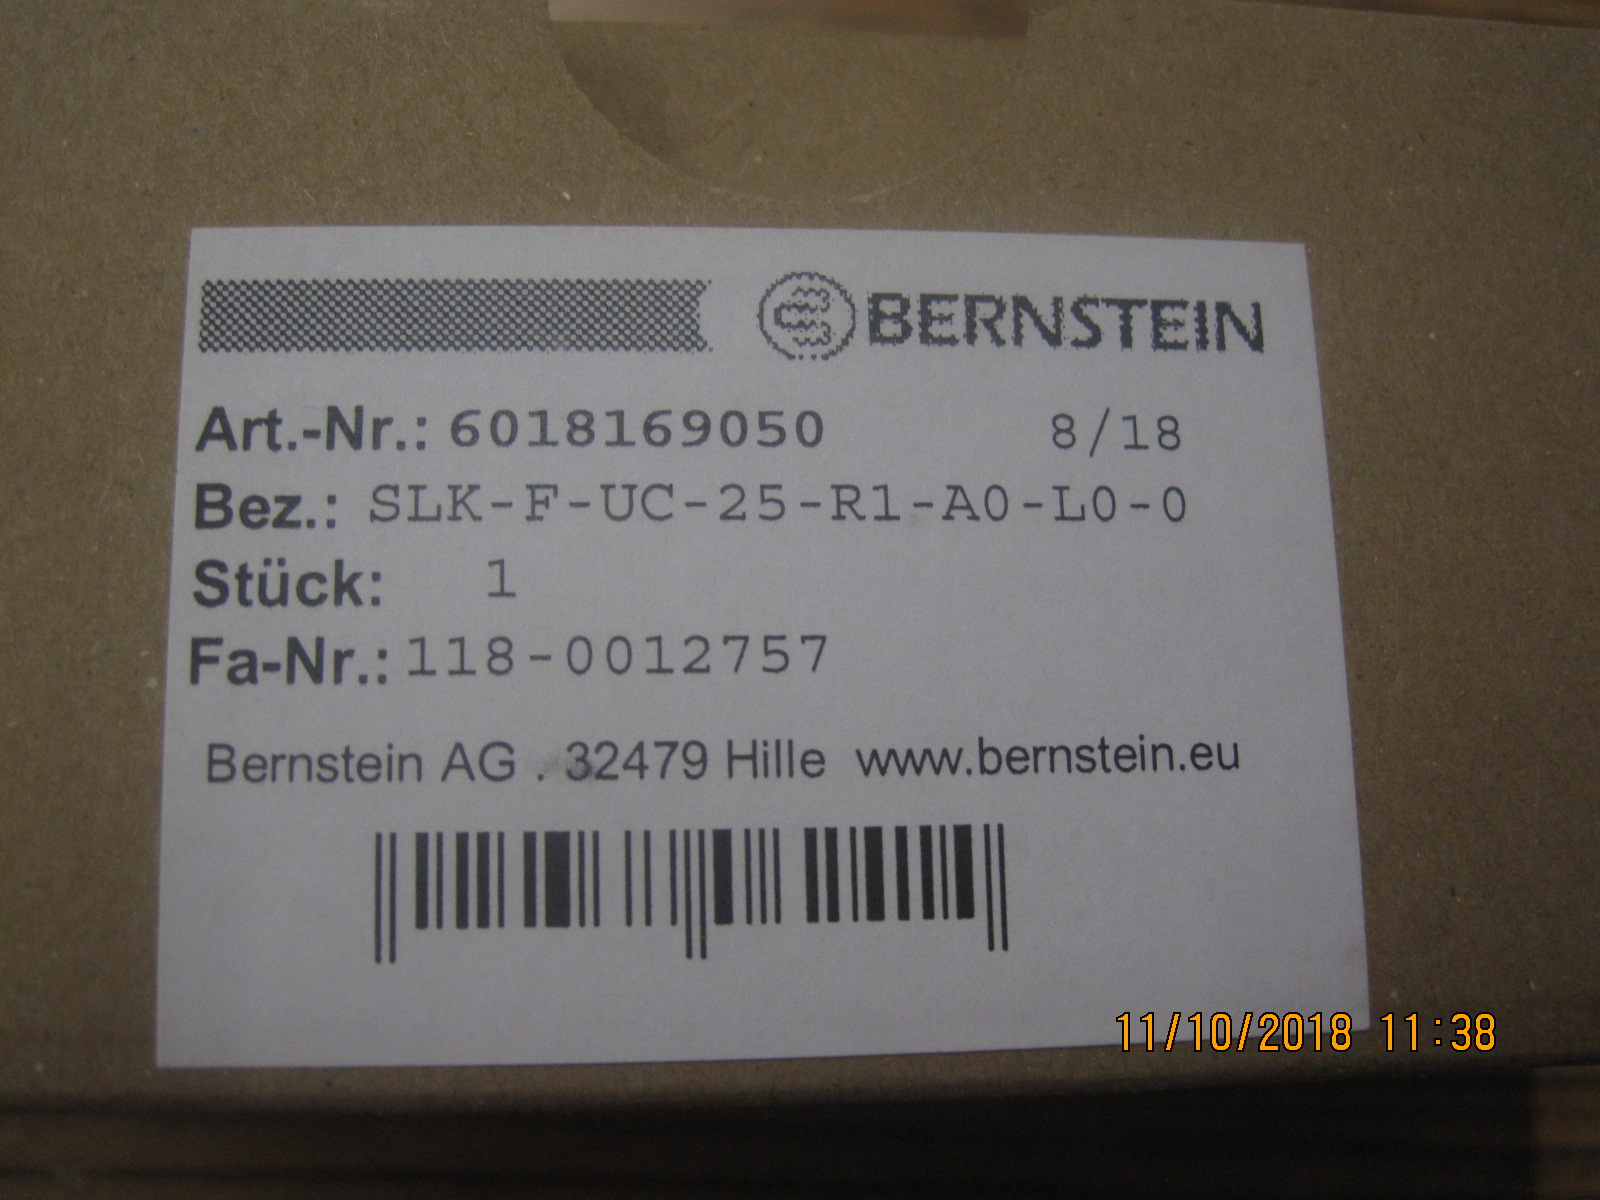 BERNSTEIN
Art.-Nr.: 6018169050 8/18
Bez.: SLK-F-UC-25-R1-A0-L0-0
Stück: 1
Fa-Nr.: 118-0012757
Bernstein AG . 32479 Hille www.bernstein.eu
11/10/2018 11:38